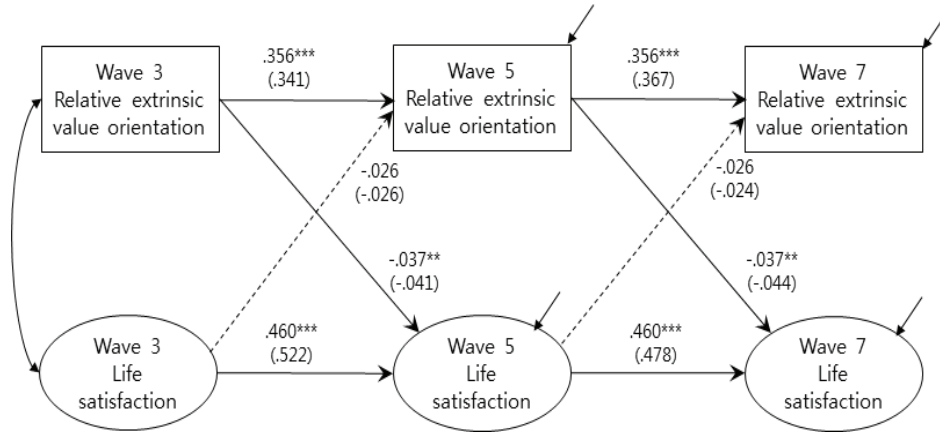 Wave 3
Relative extrinsic
value orientation
.356***
(.341)
Wave 5
Relative extrinsic
value orientation
.356***
(.367)
Wave 7
Relative extrinsic
value orientation
-.026
(-.026)
-.026
(-.024)
-.037**
(-.041)
-.037**
(-.044)
Wave 3
Life
satisfaction
.460***
(.522)
Wave 5
Life
satisfaction
.460***
(.478)
Wave 7
Life
satisfaction